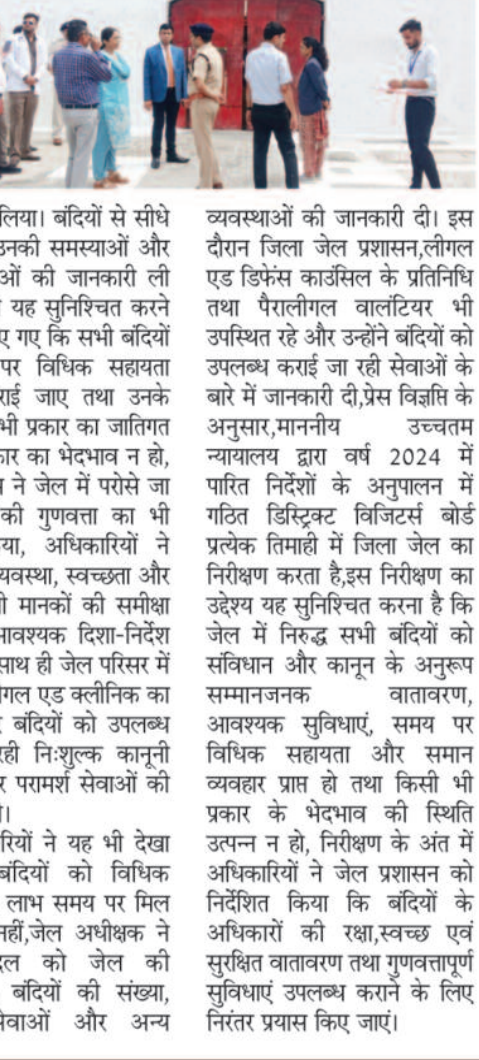 लिया। बंदियों से सीधे
उनकी समस्याओं और
की जानकारी ली
यह सुनिश्चित करने
गए कि सभी बंदियों
पर विधिक सहायता
जाए तथा उनके
भी प्रकार का जातिगत
का भेदभाव न हो,
ने जेल में परोसे जा
की गुणवत्ता का भी
अधिकारियों ने
स्वच्छता और
मानकों की समीक्षा
आवश्यक दिशा-निर्देश
साथ ही जेल परिसर में
एड क्लीनिक का
बंदियों को उपलब्ध
रही निःशुल्क कानूनी
परामर्श सेवाओं की
ने यह भी देखा
बंदियों को विधिक
लाभ समय पर मिल
नहीं,जेल अधीक्षक ने
को जेल की
बंदियों की संख्या,
सेवाओं और अन्य
व्यवस्थाओं की जानकारी दी। इस
दौरान जिला जेल प्रशासन,लीगल
एड डिफेंस काउंसिल के प्रतिनिधि
तथा पैरालीगल वालंटियर भी
उपस्थित रहे और उन्होंने बंदियों को
उपलब्ध कराई जा रही सेवाओं के
बारे में जानकारी दी,प्रेस विज्ञप्ति के
अनुसार,माननीय उच्चतम
न्यायालय द्वारा वर्ष 2024 में
पारित निर्देशों के अनुपालन में
गठित डिस्ट्रिक्ट विजिटर्स बोर्ड
प्रत्येक तिमाही में जिला जेल का
निरीक्षण करता है,इस निरीक्षण का
उद्देश्य यह सुनिश्चित करना है कि
जेल में निरुद्ध सभी बंदियों को
संविधान और कानून के अनुरूप
सम्मानजनक वातावरण,
आवश्यक सुविधाएं, समय पर
विधिक सहायता और समान
व्यवहार प्राप्त हो तथा किसी भी
प्रकार के भेदभाव की स्थिति
उत्पन्न न हो, निरीक्षण के अंत में
अधिकारियों ने जेल प्रशासन को
निर्देशित किया कि बंदियों के
अधिकारों की रक्षा,स्वच्छ एवं
सुरक्षित वातावरण तथा गुणवत्तापूर्ण
सुविधाएं उपलब्ध कराने के लिए
निरंतर प्रयास किए जाएं।